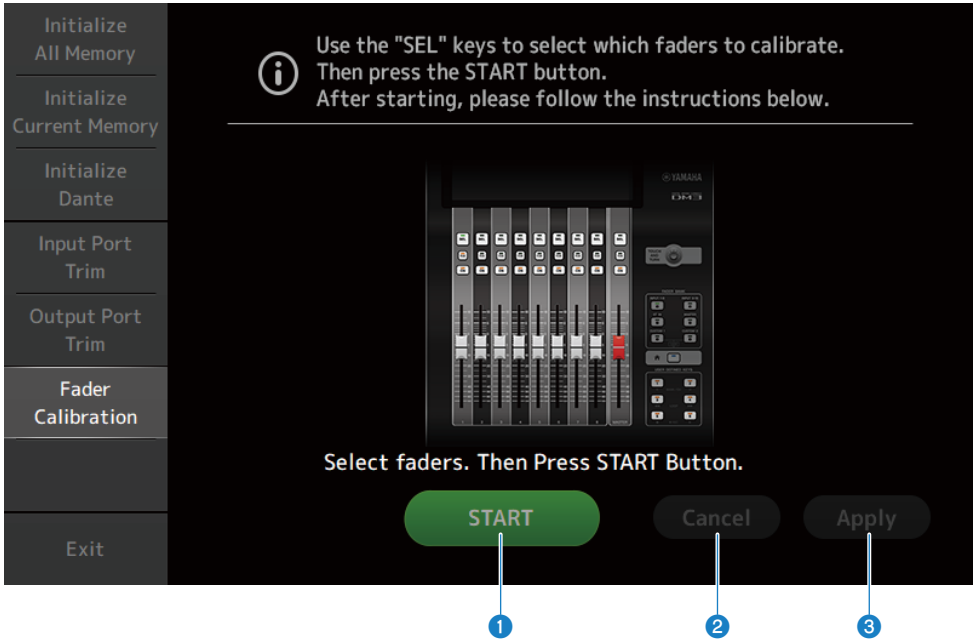 Initialize
All Memory
Initialize
Current Memory
Initialize
Dante
Input Port
Trim
Output Port
Trim
Fader
Calibration
Exit
Use the "SEL" keys to select which faders to calibrate.
Then press the START button.
After starting, please follow the instructions below.
YAMAHA
DM3
Select faders. Then Press START Button.
START
Cancel
Apply
1
2
3